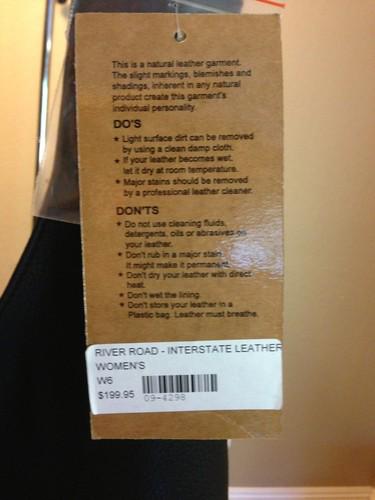 This is a natural leather garment.
The slight markings, blemishes and
shadings, inherent in any natural
product create this garment's
individual personality.
DO'S
★ Light surface dirt can be removed
by using a clean damp cloth.
★ If your leather becomes wet,
let it dry at room temperature.
★ Major stains should be removed
by a professional leather cleaner.
DON'TS
★ Do not use cleaning fluids,
detergents, oils or abrasives on
your leather.
★ Don't rub in a major stain.
It might make it permanent.
★ Don't dry your leather with direct
heat.
★ Don't wet the lining.
★ Don't store your leather in a
Plastic bag. Leather must breathe.
RIVER ROAD - INTERSTATE LEATHER
WOMEN'S
W6
$199.95 09-4298